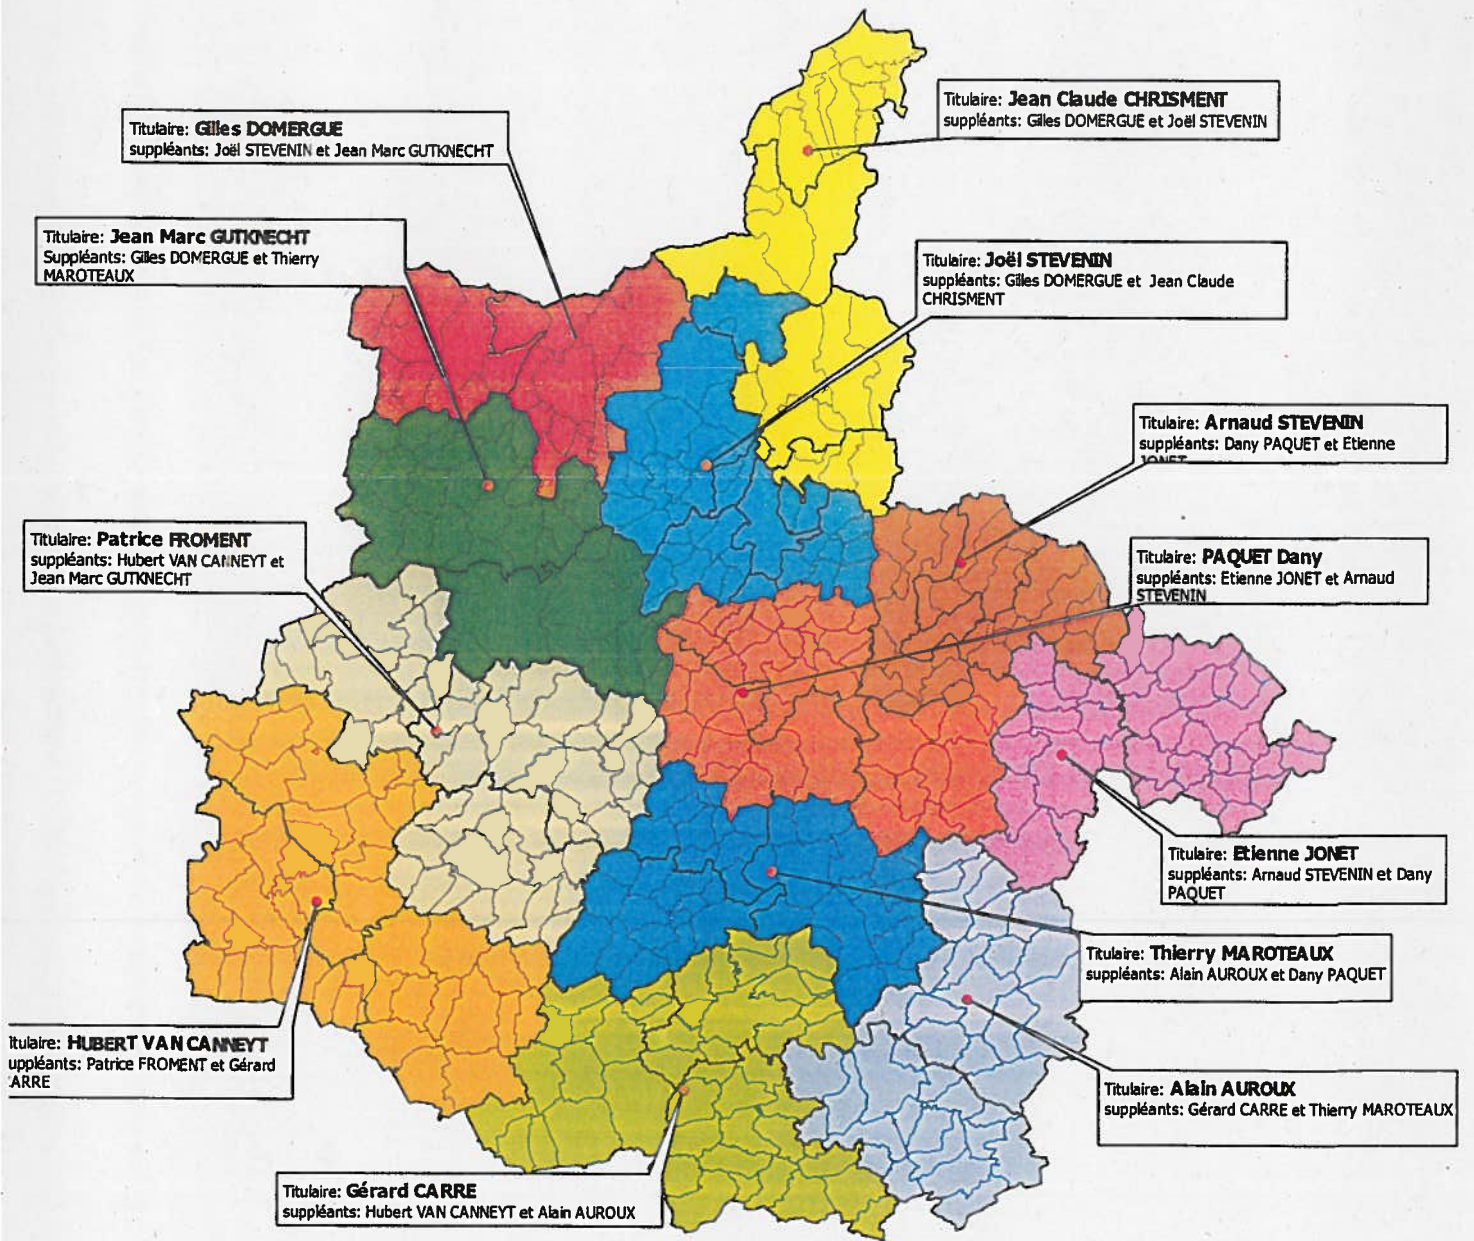 Titulaire: Jean Claude CHRISMENT
suppléants: Gilles DOMERGUE et Joël STEVENIN
Titulaire: Gilles DOMERGUE
suppléants: Joël STEVENIN et Jean Marc GUTKNECHT
Titulaire: Jean Marc GUTKNECHT
Suppléants: Gilles DOMERGUE et Thierry
MAROTEAUX
Titulaire: Joël STEVENIN
suppléants: Gilles DOMERGUE et Jean Claude
CHRISMENT
Titulaire: Arnaud STEVENIN
suppléants: Dany PAQUET et Etienne
JONET
Titulaire: Patrice FROMENT
suppléants: Hubert VAN CANNEYT et
Jean Marc GUTKNECHT
Titulaire: PAQUET Dany
suppléants: Etienne JONET et Arnaud
STEVENIN
Titulaire: Etienne JONET
suppléants: Arnaud STEVENIN et Dany
PAQUET
Titulaire: Thierry MAROTEAUX
suppléants: Alain AUROUX et Dany PAQUET
itulaire: HUBERT VAN CANNEYT
uppléants: Patrice FROMENT et Gérard
ARRE
Titulaire: Alain AUROUX
suppléants: Gérard CARRE et Thierry MAROTEAUX
Titulaire: Gérard CARRE
suppléants: Hubert VAN CANNEYT et Alain AUROUX